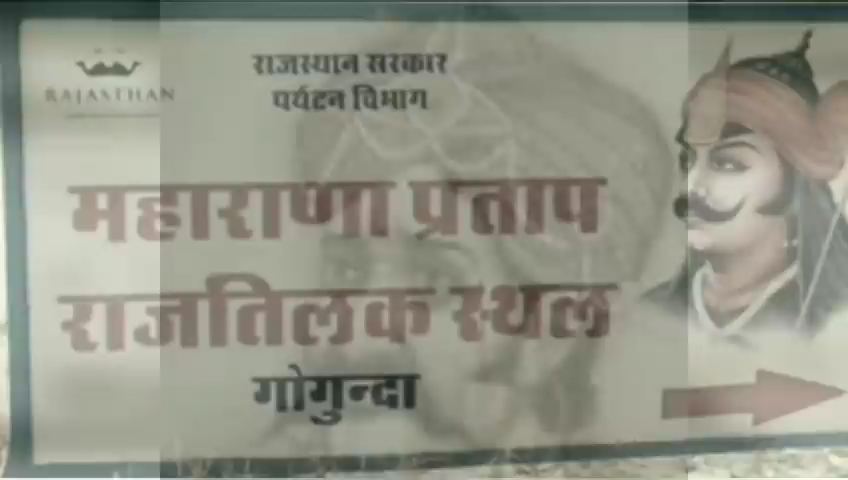 RAJASTHAN
राजस्थान सरकार
पर्यटन विभाग
महाराणा प्रताप
राजतिलक स्थल
गोगुन्दा